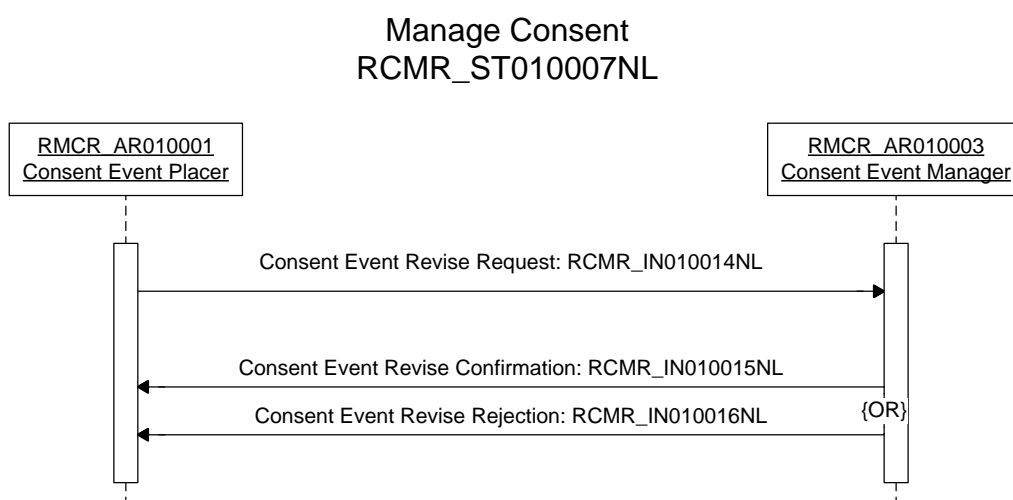 Manage Consent
RCMR_ST010007NL
RMCR_AR010001
Consent Event Placer
RMCR_AR010003
Consent Event Manager
Consent Event Revise Request: RCMR_IN010014NL
Consent Event Revise Confirmation: RCMR_IN010015NL
{OR}
Consent Event Revise Rejection: RCMR_IN010016NL